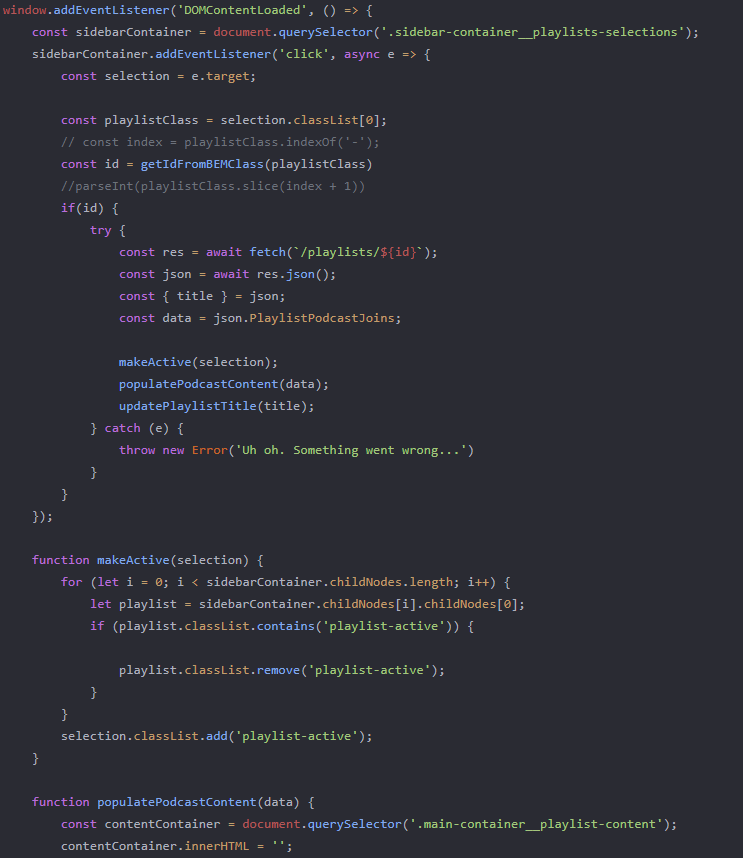 window.addEventListener('DOMContentLoaded', () => {
    const sidebarContainer = document.querySelector('.sidebar-container__playlists-selections');
    sidebarContainer.addEventListener('click', async e => {
        const selection = e.target;

        const playlistClass = selection.classList[0];
        // const index = playlistClass.indexOf('-');
        const id = getIdFromBEMClass(playlistClass)
        //parseInt(playlistClass.slice(index + 1))
        if(id) {
            try {
                const res = await fetch(`/playlists/${id}`);
                const json = await res.json();
                const { title } = json;
                const data = json.PlaylistPodcastJoins;

                makeActive(selection);
                populatePodcastContent(data);
                updatePlaylistTitle(title);
            } catch (e) {
                throw new Error('Uh oh. Something went wrong...')
            }
        }
    });

    function makeActive(selection) {
        for (let i = 0; i < sidebarContainer.childNodes.length; i++) {
            let playlist = sidebarContainer.childNodes[i].childNodes[0];
            if (playlist.classList.contains('playlist-active')) {

                playlist.classList.remove('playlist-active');
            }
        }
        selection.classList.add('playlist-active');
    }

    function populatePodcastContent(data) {
        const contentContainer = document.querySelector('.main-container__playlist-content');
        contentContainer.innerHTML = '';